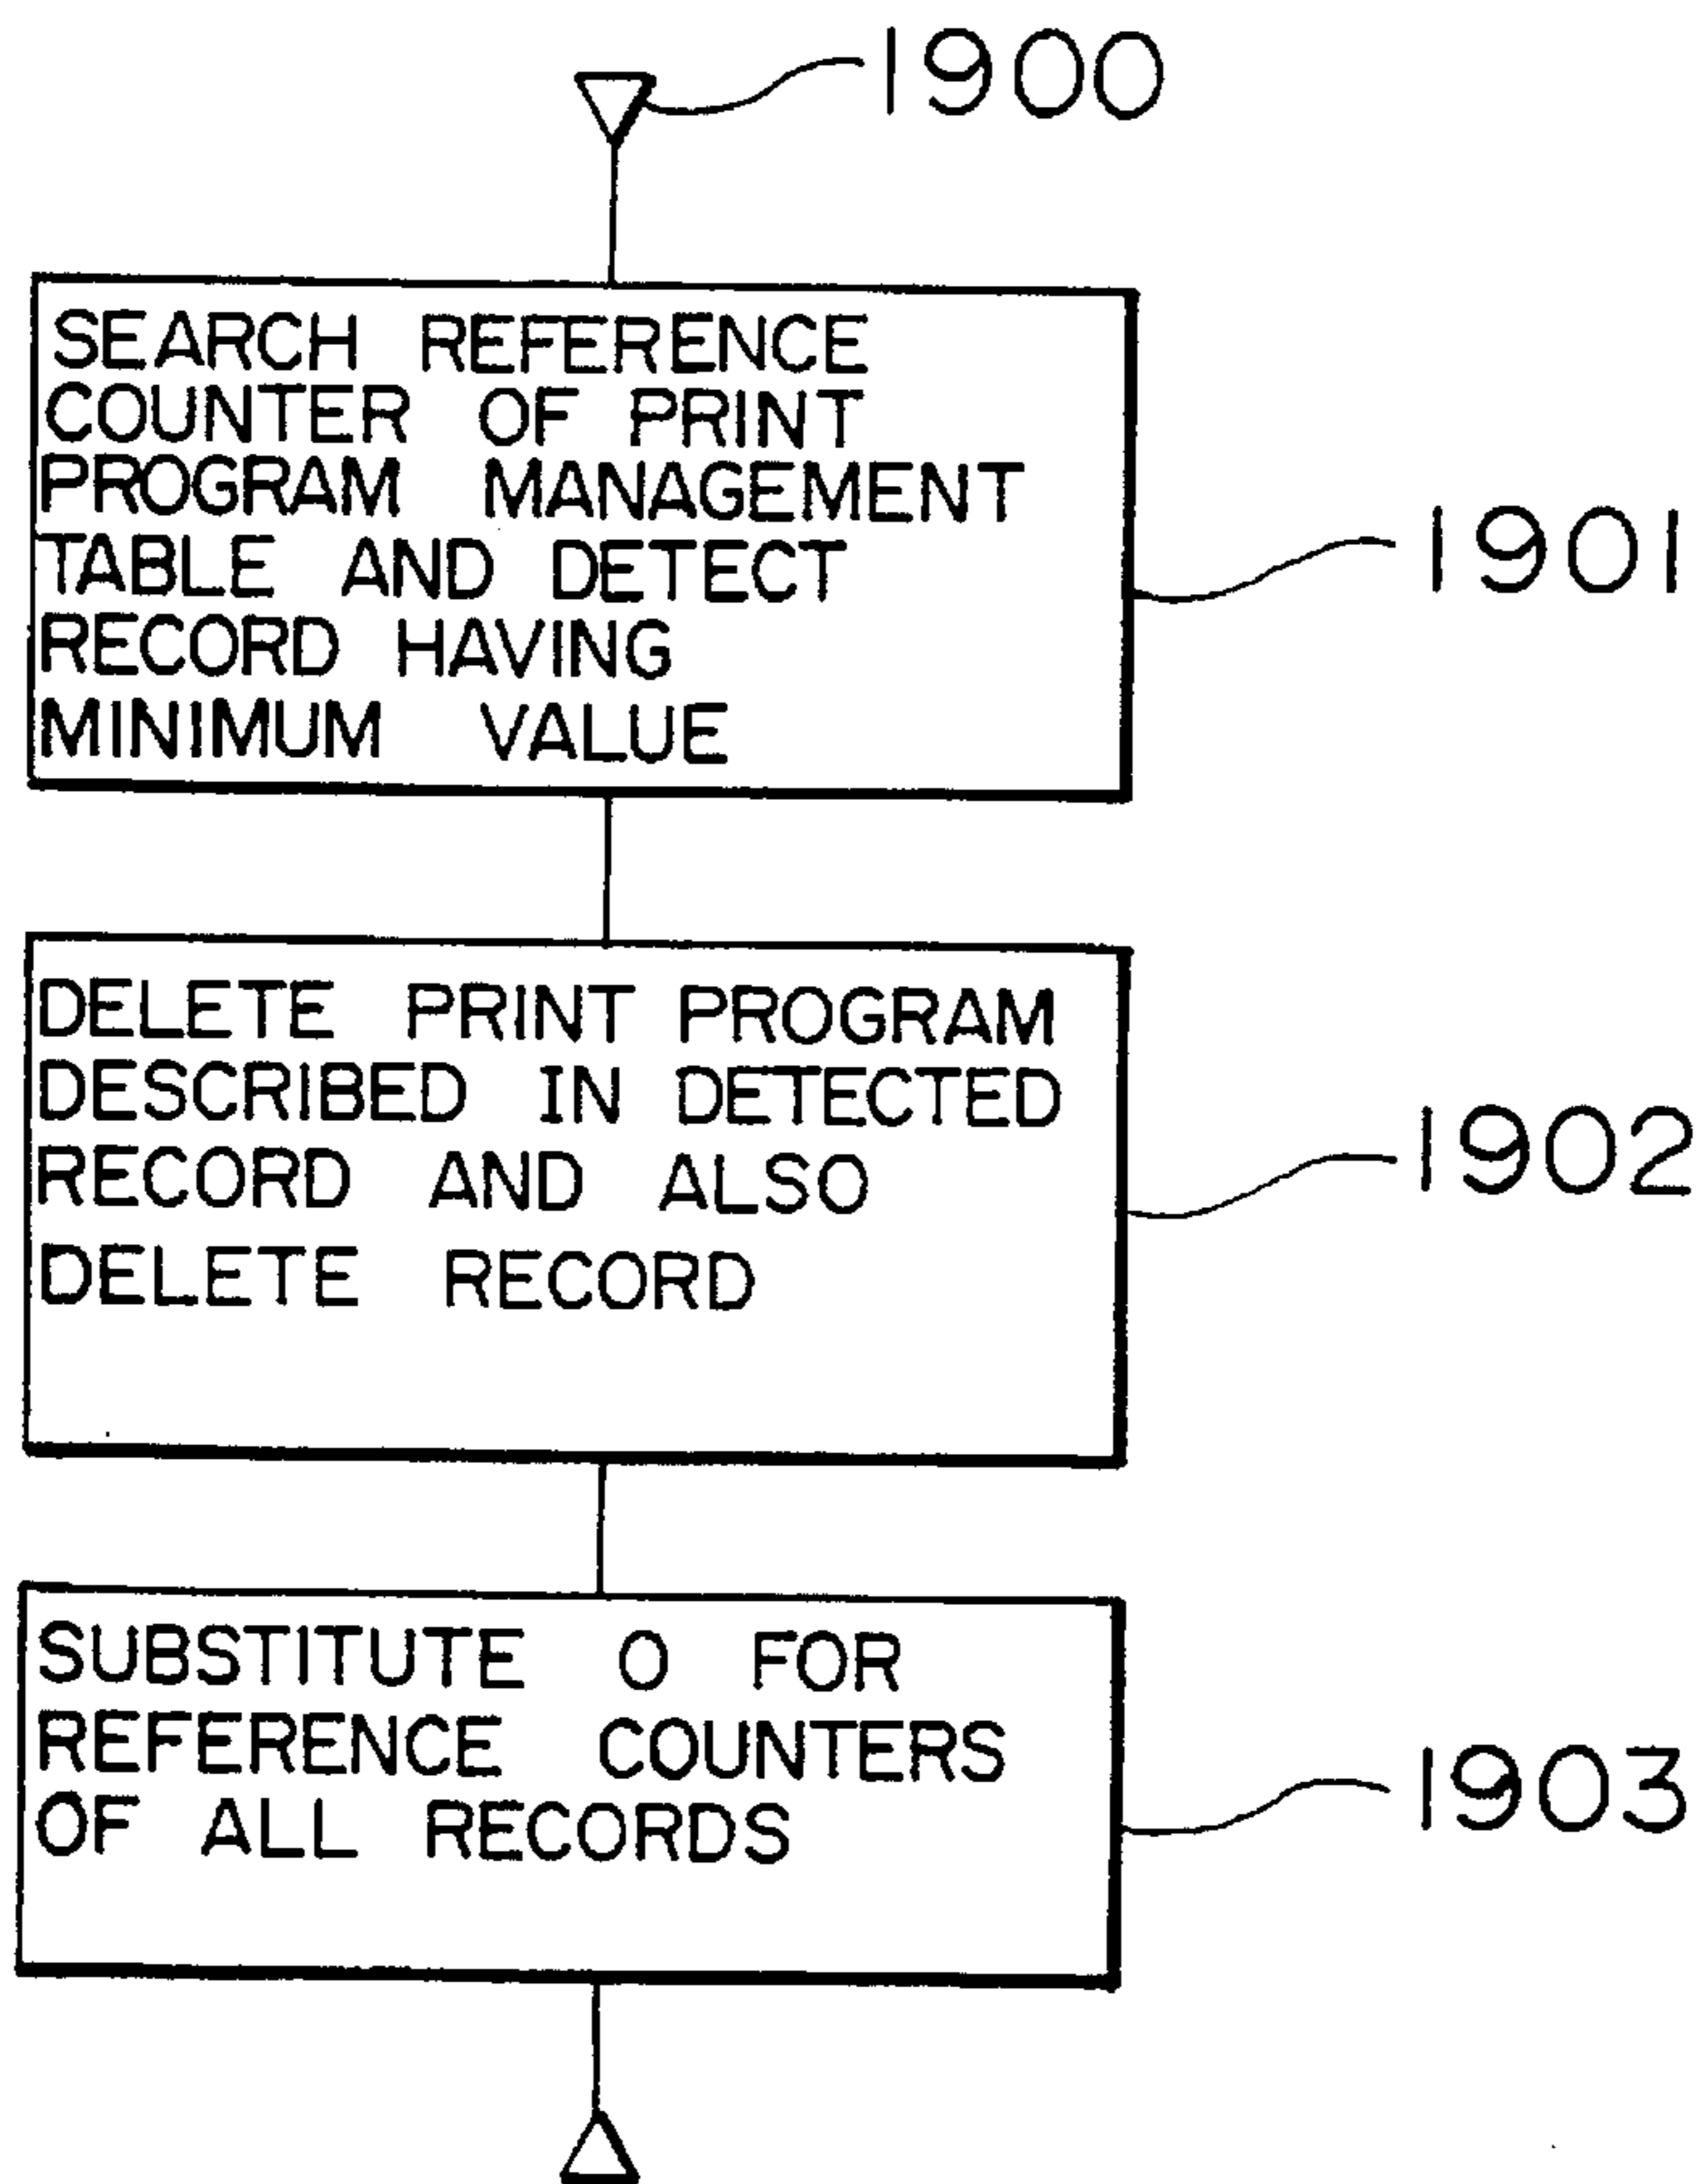 1900
SEARCH REFERENCE
COUNTER OF PRINT
PROGRAM MANAGEMENT
TABLE AND DETECT
RECORD HAVING
MINIMUM VALUE
1901
DELETE PRINT PROGRAM
DESCRIBED IN DETECTED
RECORD AND ALSO
DELETE RECORD
1902
SUBSTITUTE 0 FOR
REFERENCE COUNTERS
OF ALL RECORDS
1903